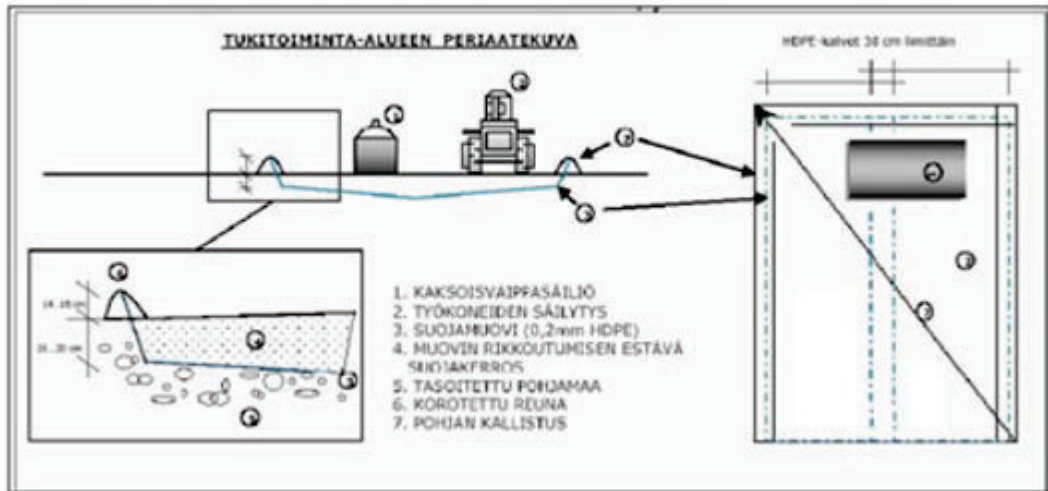 TUKITOIMINTA-ALUEEN PERIAATEKUVA
HDPE-kalvot 30 cm limittäin
1. KAKSOISVAIPPASÄILIÖ
2. TYÖKONEIDEN SÄILYTYS
3. SUOJAMUOVI (0,2mm HDPE)
4. MUOVIN RIKKOUTUMISEN ESTÄVÄ
SUOJAKERROS
5. TASOITETTU POHJAMAA
6. KOROTETTU REUNA
7. POHJAN KALLISTUS